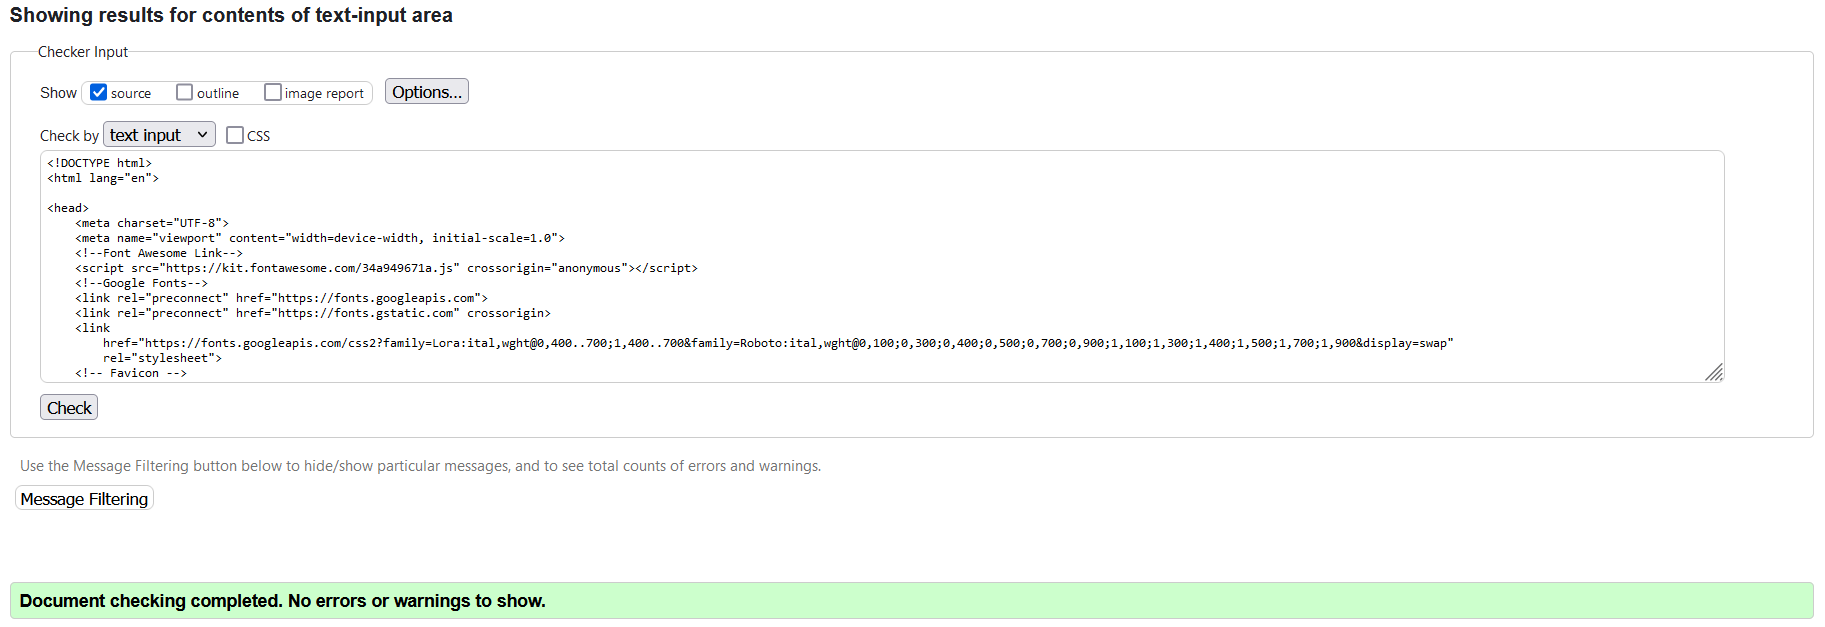 Showing results for contents of text-input area
Checker Input
Show source outline image report Options...
Check by text input CSS
<!DOCTYPE html>
<html lang="en">
<head>
<meta charset="UTF-8">
<meta name="viewport" content="width=device-width, initial-scale=1.0">
<!--Font Awesome Link-->
<script src="https://kit.fontawesome.com/34a949671a.js" crossorigin="anonymous"></script>
<!--Google Fonts-->
<link rel="preconnect" href="https://fonts.googleapis.com">
<link rel="preconnect" href="https://fonts.gstatic.com" crossorigin>
<link
href="https://fonts.googleapis.com/css2?family=Lora:ital,wght@0,400..700;1,400..700&family=Roboto:ital,wght@0,100;0,300;0,400;0,500;0,700;0,900;1,100;1,300;1,400;1,500;1,700;1,900&display=swap"
rel="stylesheet">
<!-- Favicon -->
Check
Use the Message Filtering button below to hide/show particular messages, and to see total counts of errors and warnings.
Message Filtering
Document checking completed. No errors or warnings to show.